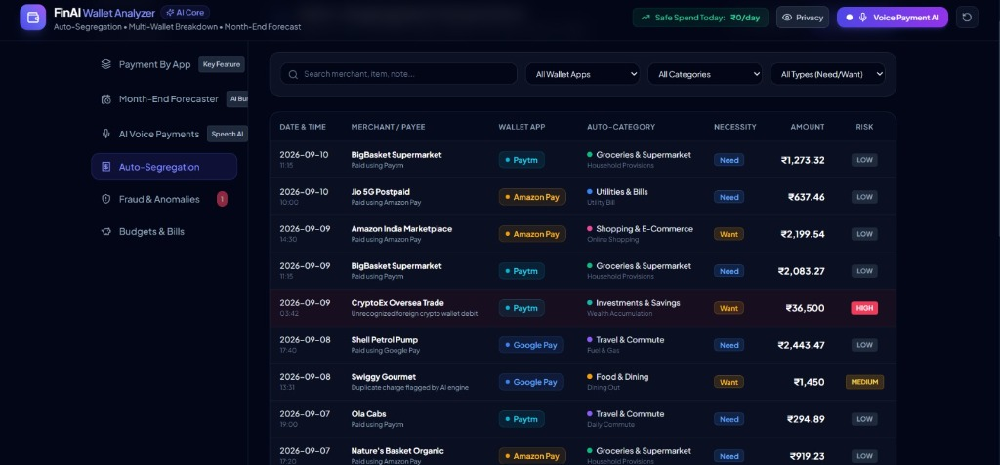 FinAI Wallet Analyzer AI Core
Auto-Segregation • Multi-Wallet Breakdown • Month-End Forecast
Safe Spend Today: ₹0/day
Privacy
Voice Payment AI
Payment By App Key Feature
Month-End Forecaster AI Bu
AI Voice Payments Speech AI
Auto-Segregation
Fraud & Anomalies 1
Budgets & Bills
Search merchant, item, note...
All Wallet Apps
All Categories
All Types (Need/Want)
DATE & TIME MERCHANT / PAYEE WALLET APP AUTO-CATEGORY NECESSITY AMOUNT RISK
2026-09-10 BigBasket Supermarket Paytm Groceries & Supermarket Need ₹1,273.32 LOW
11:15 Paid using Paytm Household Provisions
2026-09-10 Jio 5G Postpaid Amazon Pay Utilities & Bills Need ₹637.46 LOW
10:00 Paid using Amazon Pay Utility Bill
2026-09-09 Amazon India Marketplace Amazon Pay Shopping & E-Commerce Want ₹2,199.54 LOW
14:30 Paid using Amazon Pay Online Shopping
2026-09-09 BigBasket Supermarket Paytm Groceries & Supermarket Need ₹2,083.27 LOW
11:15 Paid using Paytm Household Provisions
2026-09-09 CryptoEx Oversea Trade Paytm Investments & Savings Want ₹36,500 HIGH
03:42 Unrecognized foreign crypto wallet debit Wealth Accumulation
2026-09-08 Shell Petrol Pump Google Pay Travel & Commute Need ₹2,443.47 LOW
17:40 Paid using Google Pay Fuel & Gas
2026-09-08 Swiggy Gourmet Google Pay Food & Dining Want ₹1,450 MEDIUM
13:31 Duplicate charge flagged by AI engine Dining Out
2026-09-07 Ola Cabs Paytm Travel & Commute Need ₹294.89 LOW
19:00 Paid using Paytm Daily Commute
2026-09-07 Nature's Basket Organic Amazon Pay Groceries & Supermarket Need ₹919.23 LOW
17:20 Paid using Amazon Pay Household Provisions